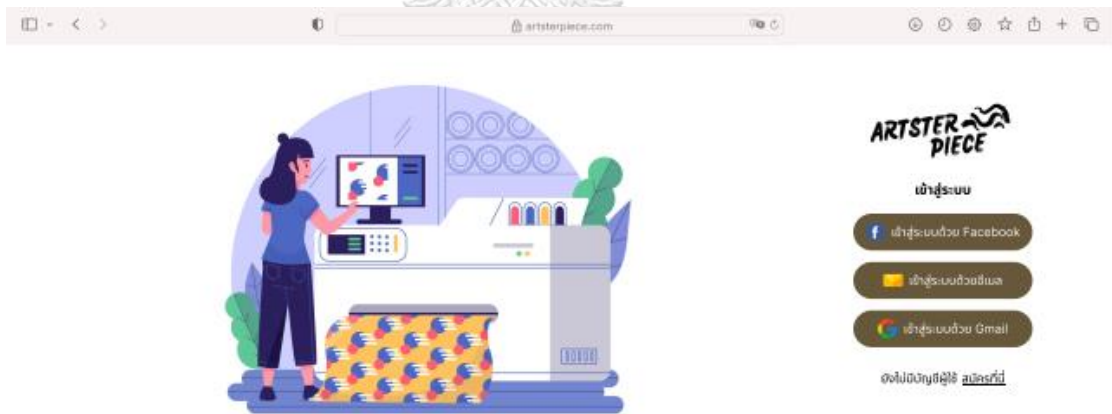 artsterpiece.com
ARTSTER
PIECE
เข้าสู่ระบบ
เข้าสู่ระบบด้วย Facebook
เข้าสู่ระบบด้วยอีเมล
เข้าสู่ระบบด้วย Gmail
ยังไม่มีบัญชีผู้ใช้ สมัครที่นี่